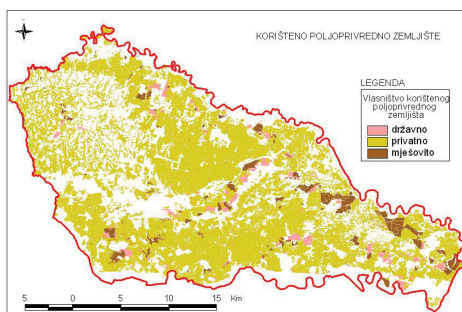 KORIŠTENO POLJOPRIVREDNO ZEMLJIŠTE
LEGENDA
Vlasništvo korištenog
poljoprivrednog
zemljišta
državno
privatno
mješovito
5 0 5 10 15 Km